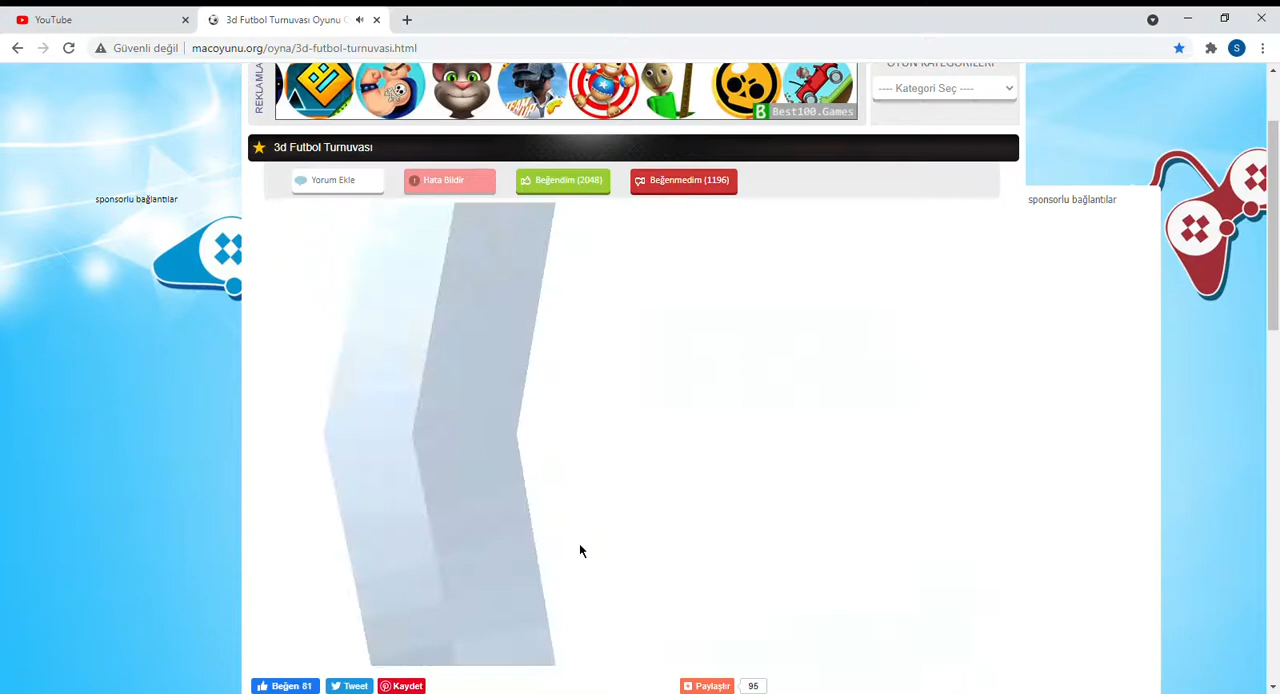 YouTube
3d Futbol Turnuvası Oyunu
Güvenli değil
macoyunu.org/oyna/3d-futbol-turnuvasi.html
S
REKLAMLA
TEAM
B Best100.Games
OYUN KATEGORİLERİ
---- Kategori Seç ----
3d Futbol Turnuvası
Yorum Ekle
Hata Bildir
Beğendim (2048)
Beğenmedim (1196)
sponsorlu bağlantılar
sponsorlu bağlantılar
Beğen 81
Tweet
Kaydet
Paylaştır
95